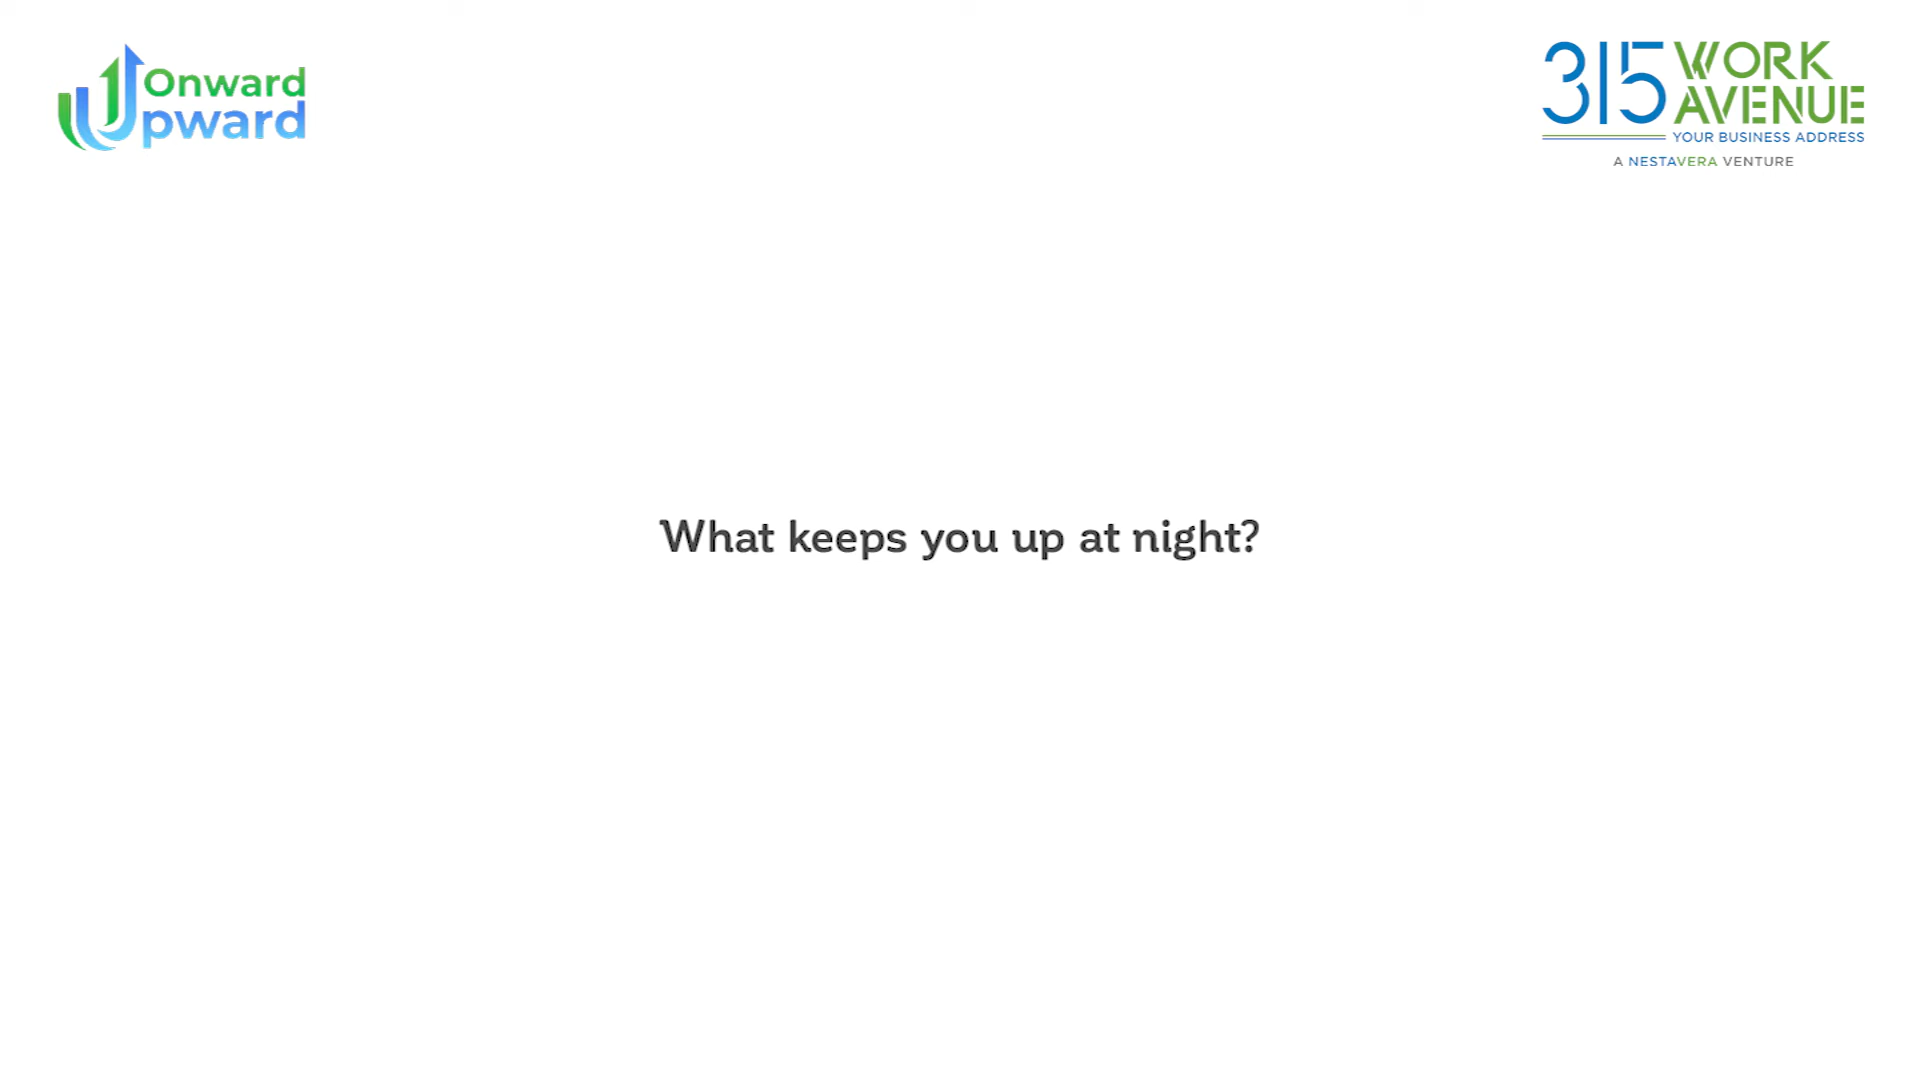 Onward
Upward
315 WORK
AVENUE
YOUR BUSINESS ADDRESS
A NESTAVERA VENTURE
What keeps you up at night?